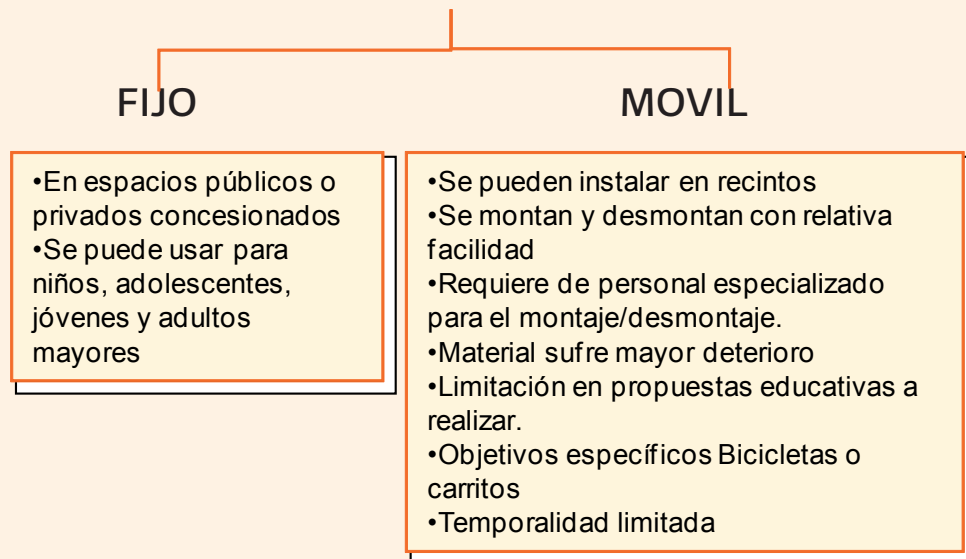 FIJO
•En espacios públicos o
privados concesionados
•Se puede usar para
niños, adolescentes,
jóvenes y adultos
mayores
MOVIL
•Se pueden instalar en recintos
•Se montan y desmontan con relativa
facilidad
•Requiere de personal especializado
para el montaje/desmontaje.
•Material sufre mayor deterioro
•Limitación en propuestas educativas a
realizar.
•Objetivos específicos Bicicletas o
carritos
•Temporalidad limitada